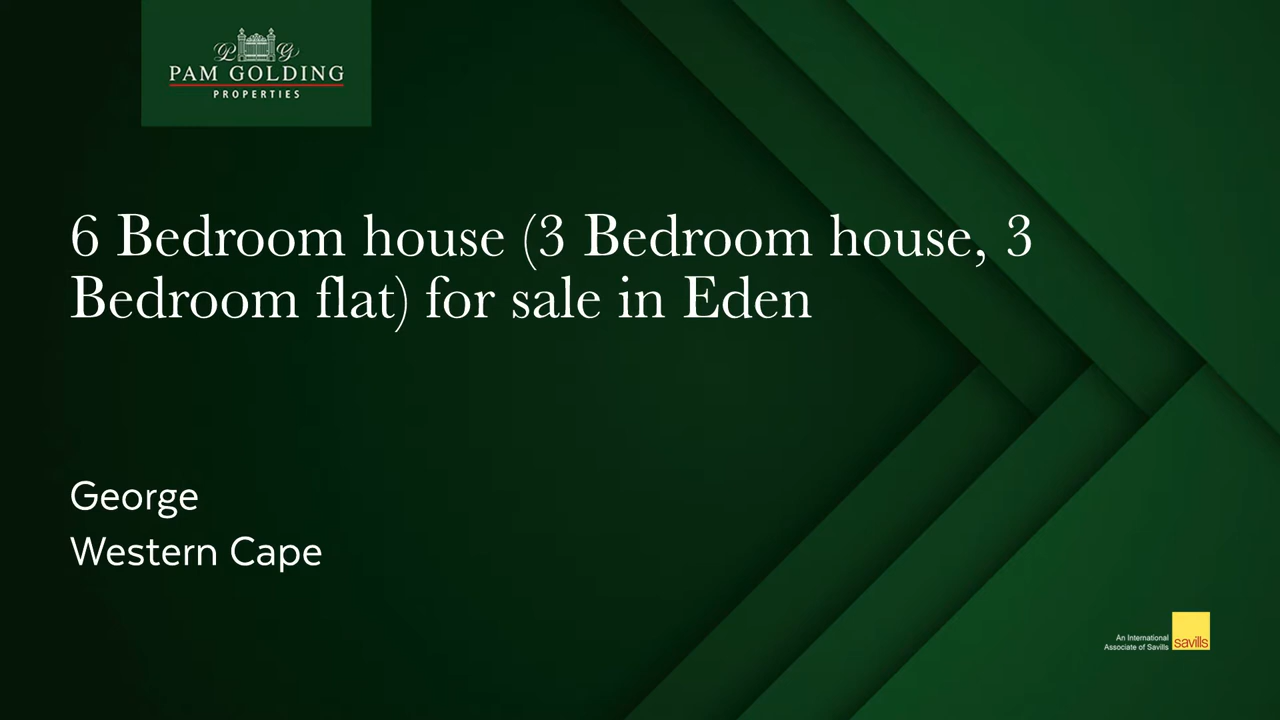 P G
PAM GOLDING
PROPERTIES
6 Bedroom house (3 Bedroom house, 3
Bedroom flat) for sale in Eden
George
Western Cape
An International
Associate of Savills
savills